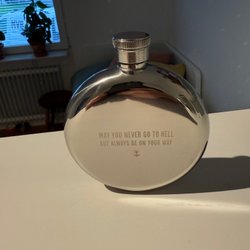 MAY YOU NEVER GO TO HELL
BUT ALWAYS BE ON YOUR WAY